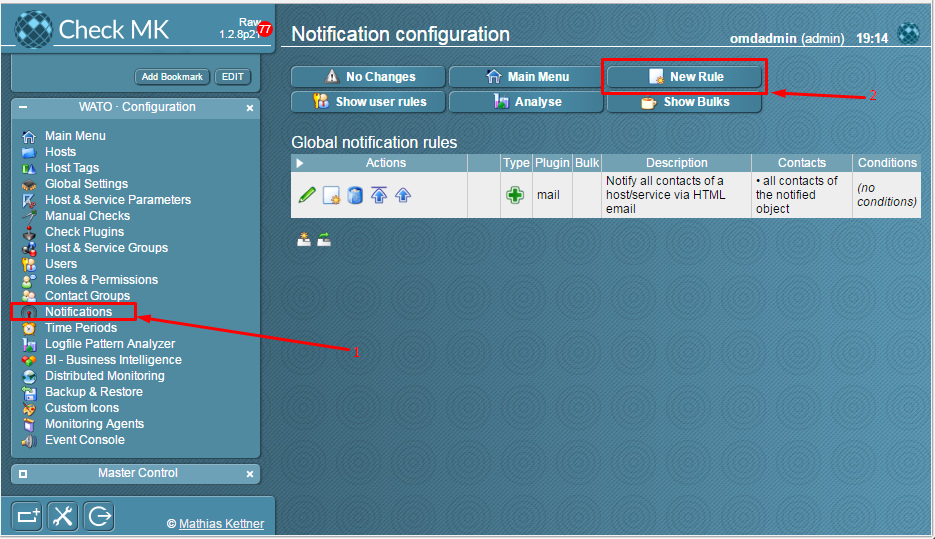 Check MK
Raw
1.2.8p2
77
Notification configuration
omdadmin (admin) 19:14
Add Bookmark
EDIT
WATO · Configuration
Main Menu
Hosts
Host Tags
Global Settings
Host & Service Parameters
Manual Checks
Check Plugins
Host & Service Groups
Users
Roles & Permissions
Contact Groups
Notifications
Time Periods
Logfile Pattern Analyzer
BI - Business Intelligence
Distributed Monitoring
Backup & Restore
Custom Icons
Monitoring Agents
Event Console
Master Control
© Mathias Kettner
No Changes
Main Menu
New Rule
Show user rules
Analyse
Show Bulks
2
1
Global notification rules
Actions Type Plugin Bulk Description Contacts Conditions
mail
Notify all contacts of a
host/service via HTML
email
• all contacts of
the notified
object
(no
conditions)